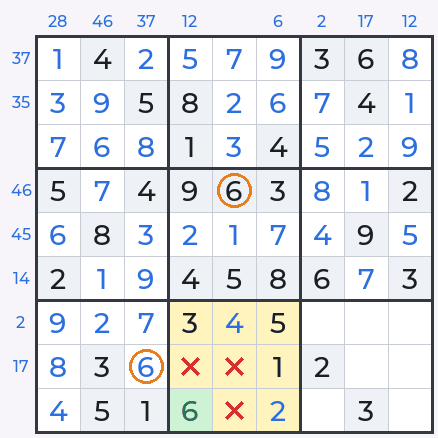 28 46 37 12 6 2 17 12
37 1 4 2 5 7 9 3 6 8
35 3 9 5 8 2 6 7 4 1
7 6 8 1 3 4 5 2 9
46 5 7 4 9 6 3 8 1 2
45 6 8 3 2 1 7 4 9 5
14 2 1 9 4 5 8 6 7 3
2 9 2 7 3 4 5
17 8 3 6 × × 1 2
4 5 1 6 × 2 3